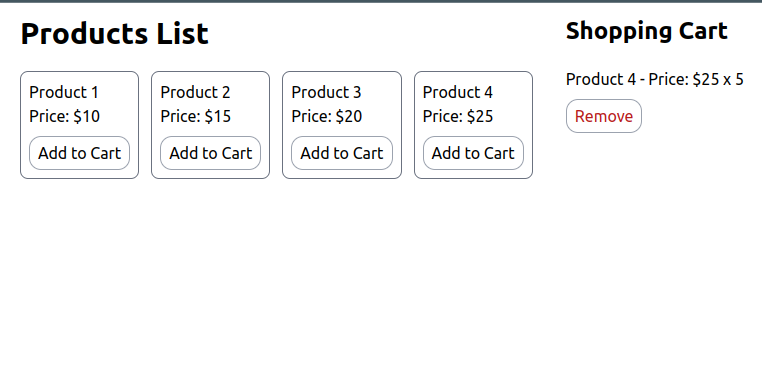 Products List
Product 1
Price: $10
Add to Cart
Product 2
Price: $15
Add to Cart
Product 3
Price: $20
Add to Cart
Product 4
Price: $25
Add to Cart
Shopping Cart
Product 4 - Price: $25 x 5
Remove